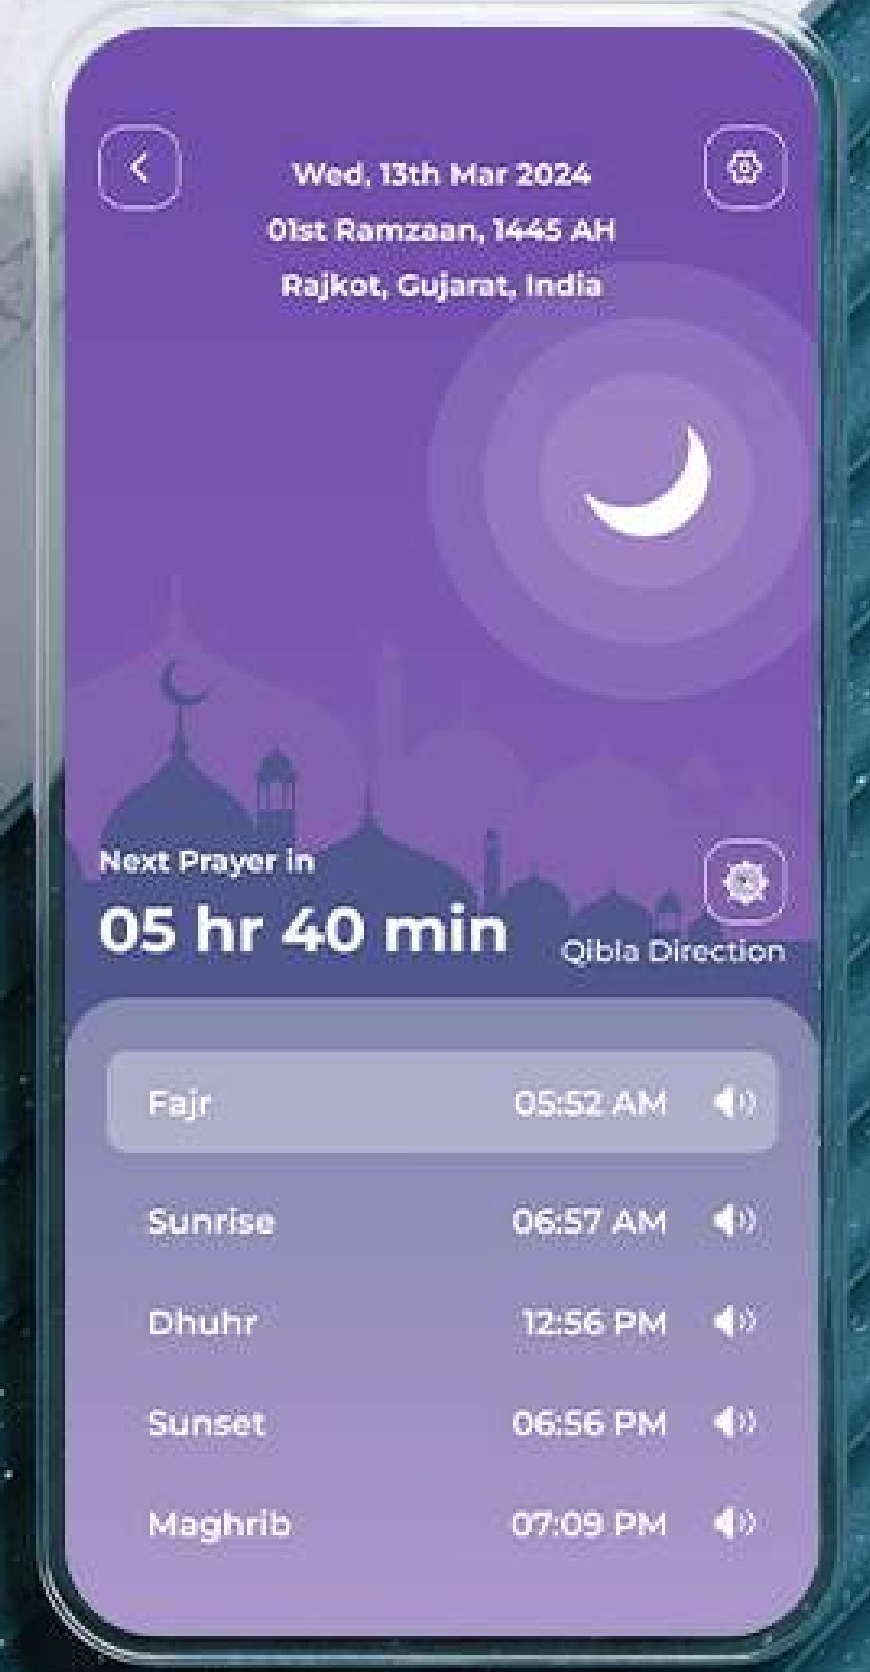 Wed, 13th Mar 2024
01st Ramzaan, 1445 AH
Rajkot, Gujarat, India
Next Prayer in
05 hr 40 min
Qibla Direction
Fajr 05:52 AM
Sunrise 06:57 AM
Dhuhr 12:56 PM
Sunset 06:56 PM
Maghrib 07:09 PM